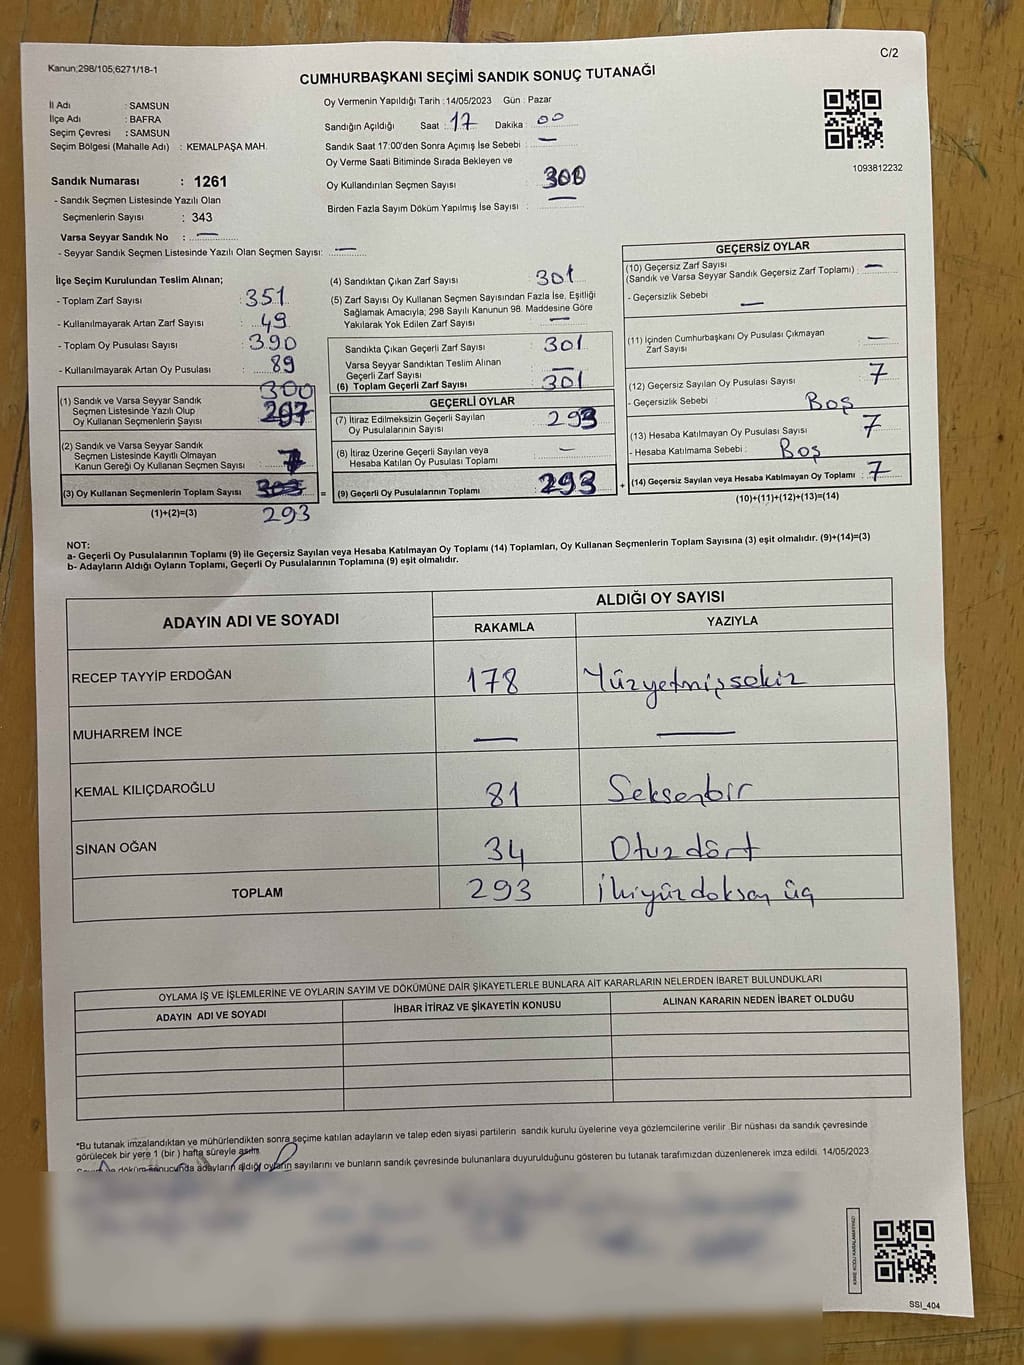 C/2
Kanun:298/105;6271/18-1
CUMHURBAŞKANI SEÇİMİ SANDIK SONUÇ TUTANAĞI
İl Adı : SAMSUN
İlçe Adı : BAFRA
Seçim Çevresi : SAMSUN
Seçim Bölgesi (Mahalle Adı) : KEMALPAŞA MAH.
Oy Vermenin Yapıldığı Tarih : 14/05/2023 Gün : Pazar
Sandığın Açıldığı Saat : 17 Dakika : 00
Sandık Saat 17:00'den Sonra Açımış İse Sebebi : —
Oy Verme Saati Bitiminde Sırada Bekleyen ve
Oy Kullandırılan Seçmen Sayısı
Birden Fazla Sayım Döküm Yapılmış İse Sayısı : —
1093812232
Sandık Numarası : 1261
- Sandık Seçmen Listesinde Yazılı Olan
Seçmenlerin Sayısı : 343
Varsa Seyyar Sandık No : —
- Seyyar Sandık Seçmen Listesinde Yazılı Olan Seçmen Sayısı: —
İlçe Seçim Kurulundan Teslim Alınan;
- Toplam Zarf Sayısı : 351
- Kullanılmayarak Artan Zarf Sayısı : 49
- Toplam Oy Pusulası Sayısı : 390
- Kullanılmayarak Artan Oy Pusulası : 89
300
(1) Sandık ve Varsa Seyyar Sandık
Seçmen Listesinde Yazılı Olup
Oy Kullanan Seçmenlerin Sayısı 297
(2) Sandık ve Varsa Seyyar Sandık
Seçmen Listesinde Kayıtlı Olmayan
Kanun Gereği Oy Kullanan Seçmen Sayısı
(3) Oy Kullanan Seçmenlerin Toplam Sayısı
(1)+(2)=(3) 293
(4) Sandıktan Çıkan Zarf Sayısı 301
(5) Zarf Sayısı Oy Kullanan Seçmen Sayısından Fazla İse, Eşitliği
Sağlamak Amacıyla; 298 Sayılı Kanunun 98. Maddesine Göre
Yakılarak Yok Edilen Zarf Sayısı —
Sandıkta Çıkan Geçerli Zarf Sayısı 301
Varsa Seyyar Sandıktan Teslim Alınan
Geçerli Zarf Sayısı —
(6) Toplam Geçerli Zarf Sayısı 301
GEÇERLİ OYLAR
(7) İtiraz Edilmeksizin Geçerli Sayılan
Oy Pusulalarının Sayısı 293
(8) İtiraz Üzerine Geçerli Sayılan veya
Hesaba Katılan Oy Pusulası Toplamı —
= (9) Geçerli Oy Pusulalarının Toplamı 293
GEÇERSİZ OYLAR
(10) Geçersiz Zarf Sayısı
(Sandık ve Varsa Seyyar Sandık Geçersiz Zarf Toplamı) : —
- Geçersizlik Sebebi —
(11) İçinden Cumhurbaşkanı Oy Pusulası Çıkmayan
Zarf Sayısı —
(12) Geçersiz Sayılan Oy Pusulası Sayısı 7
- Geçersizlik Sebebi : Boş
(13) Hesaba Katılmayan Oy Pusulası Sayısı 7
- Hesaba Katılmama Sebebi : Boş
+ (14) Geçersiz Sayılan veya Hesaba Katılmayan Oy Toplamı 7
(10)+(11)+(12)+(13)=(14)
NOT:
a- Geçerli Oy Pusulalarının Toplamı (9) ile Geçersiz Sayılan veya Hesaba Katılmayan Oy Toplamı (14) Toplamları, Oy Kullanan Seçmenlerin Toplam Sayısına (3) eşit olmalıdır. (9)+(14)=(3)
b- Adayların Aldığı Oyların Toplamı, Geçerli Oy Pusulalarının Toplamına (9) eşit olmalıdır.
ADAYIN ADI VE SOYADI ALDIĞI OY SAYISI
RAKAMLA YAZIYLA
RECEP TAYYİP ERDOĞAN 178 Yüzyetmişsekiz
MUHARREM İNCE — —
KEMAL KILIÇDAROĞLU 81 Seksenbir
SİNAN OĞAN 34 Otuzdört
TOPLAM 293 İkiyüzdoksan üç
OYLAMA İŞ VE İŞLEMLERİNE VE OYLARIN SAYIM VE DÖKÜMÜNE DAİR ŞİKAYETLERLE BUNLARA AİT KARARLARIN NELERDEN İBARET BULUNDUKLARI
ADAYIN ADI VE SOYADI İHBAR İTİRAZ VE ŞİKAYETİN KONUSU ALINAN KARARIN NEDEN İBARET OLDUĞU
*Bu tutanak imzalandıktan ve mühürlendikten sonra seçime katılan adayların ve talep eden siyasi partilerin sandık kurulu üyelerine veya gözlemcilerine verilir .Bir nüshası da sandık çevresinde
görülecek bir yere 1 (bir ) hafta süreyle asılır.
döküm sonucunda adayların aldığı oyların sayılarını ve bunların sandık çevresinde bulunanlara duyurulduğunu gösteren bu tutanak tarafımızdan düzenlenerek imza edildi. 14/05/2023
SSI_404